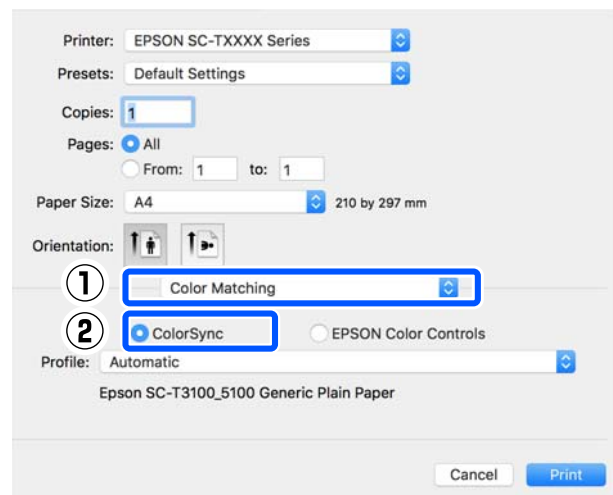 Printer: EPSON SC-TXXXX Series
Presets: Default Settings
Copies: 1
Pages: All
From: 1 to: 1
Paper Size: A4 210 by 297 mm
Orientation:
① Color Matching
② ColorSync EPSON Color Controls
Profile: Automatic
Epson SC-T3100_5100 Generic Plain Paper
Cancel Print